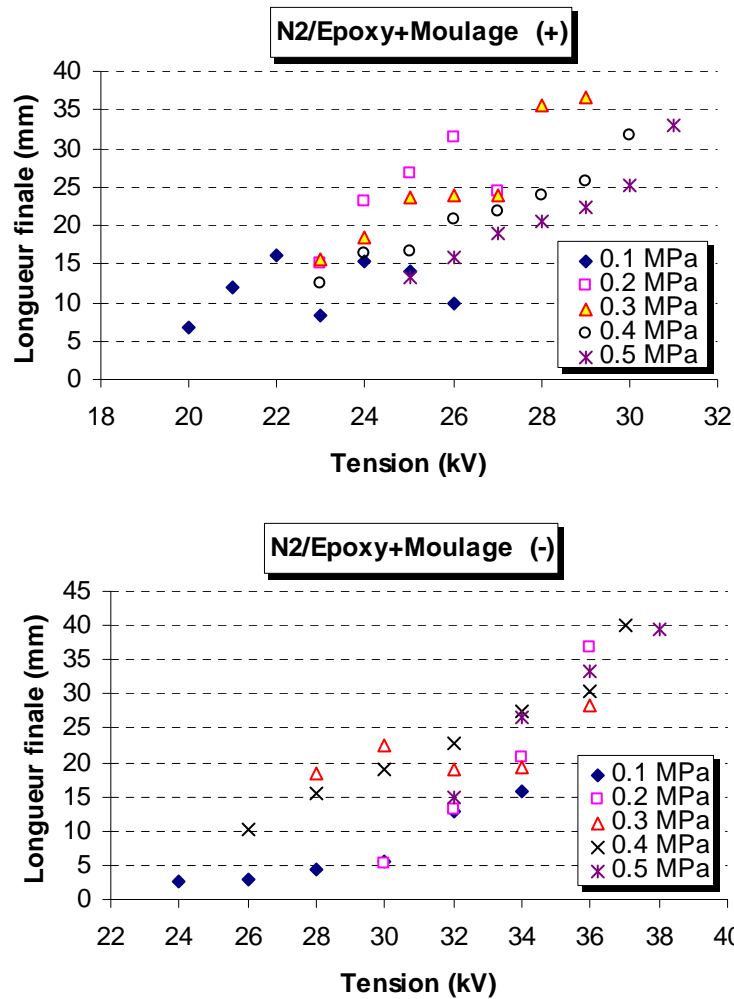 N2/Epoxy+Moulage (+)
40
35
30
25
20
15
10
5
0
Longueur finale (mm)
18 20 22 24 26 28 30 32
Tension (kV)
0.1 MPa
0.2 MPa
0.3 MPa
0.4 MPa
0.5 MPa
N2/Epoxy+Moulage (-)
45
40
35
30
25
20
15
10
5
0
Longueur finale (mm)
22 24 26 28 30 32 34 36 38 40
Tension (kV)
0.1 MPa
0.2 MPa
0.3 MPa
0.4 MPa
0.5 MPa